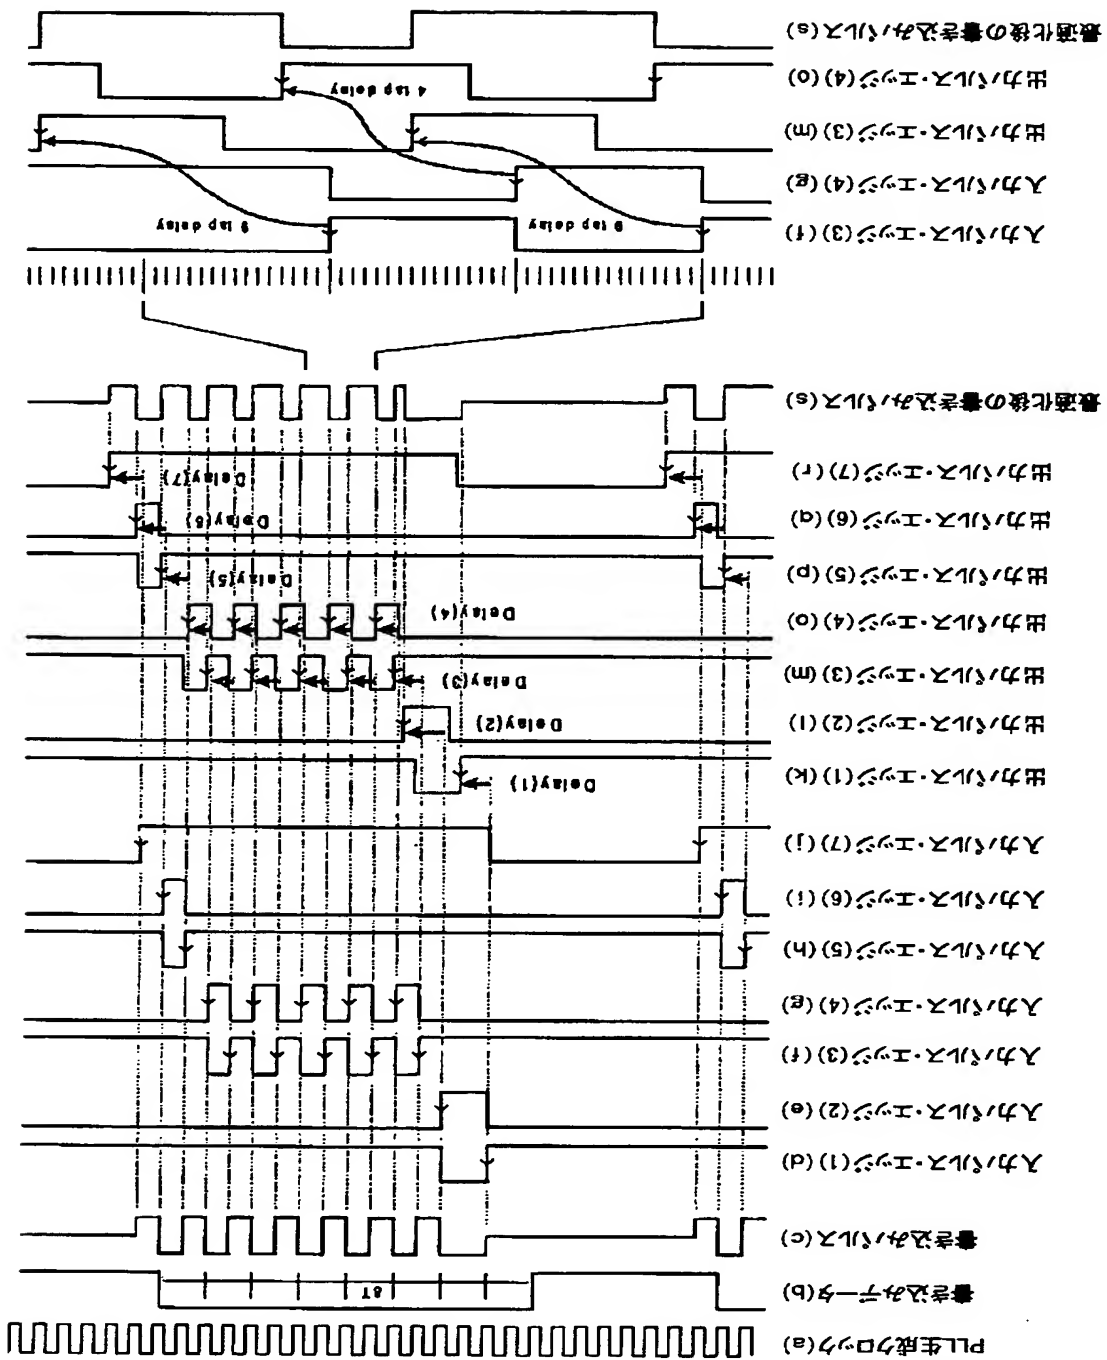 PLL生成クロック(a)
書き込みデータ(b)
8T
書き込みパルス(c)
入力パルス・エッジ(1)(d)
入力パルス・エッジ(2)(e)
入力パルス・エッジ(3)(f)
入力パルス・エッジ(4)(g)
入力パルス・エッジ(5)(h)
入力パルス・エッジ(6)(i)
入力パルス・エッジ(7)(j)
出力パルス・エッジ(1)(k)
Delay(1)
出力パルス・エッジ(2)(l)
Delay(2)
出力パルス・エッジ(3)(m)
Delay(3)
出力パルス・エッジ(4)(o)
Delay(4)
出力パルス・エッジ(5)(p)
Delay(5)
出力パルス・エッジ(6)(q)
Delay(6)
出力パルス・エッジ(7)(r)
Delay(7)
最適化後の書き込みパルス(s)
入力パルス・エッジ(3)(f)
9 tap delay
9 tap delay
入力パルス・エッジ(4)(g)
出力パルス・エッジ(3)(m)
出力パルス・エッジ(4)(o)
4 tap delay
最適化後の書き込みパルス(s)